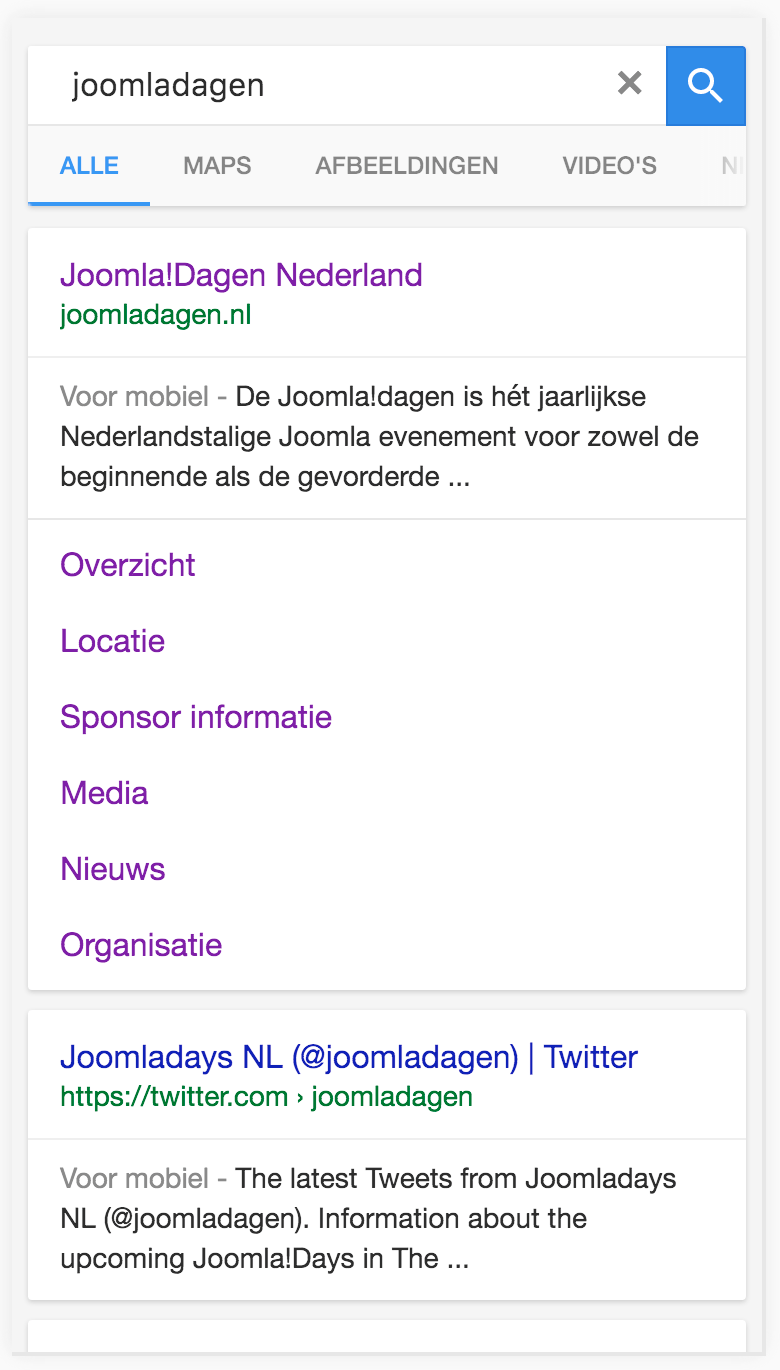 joomladagen
ALLE MAPS AFBEELDINGEN VIDEO'S
Joomla!Dagen Nederland
joomladagen.nl
Voor mobiel - De Joomla!dagen is hét jaarlijkse
Nederlandstalige Joomla evenement voor zowel de
beginnende als de gevorderde ...
Overzicht
Locatie
Sponsor informatie
Media
Nieuws
Organisatie
Joomladays NL (@joomladagen) | Twitter
https://twitter.com › joomladagen
Voor mobiel - The latest Tweets from Joomladays
NL (@joomladagen). Information about the
upcoming Joomla!Days in The ...